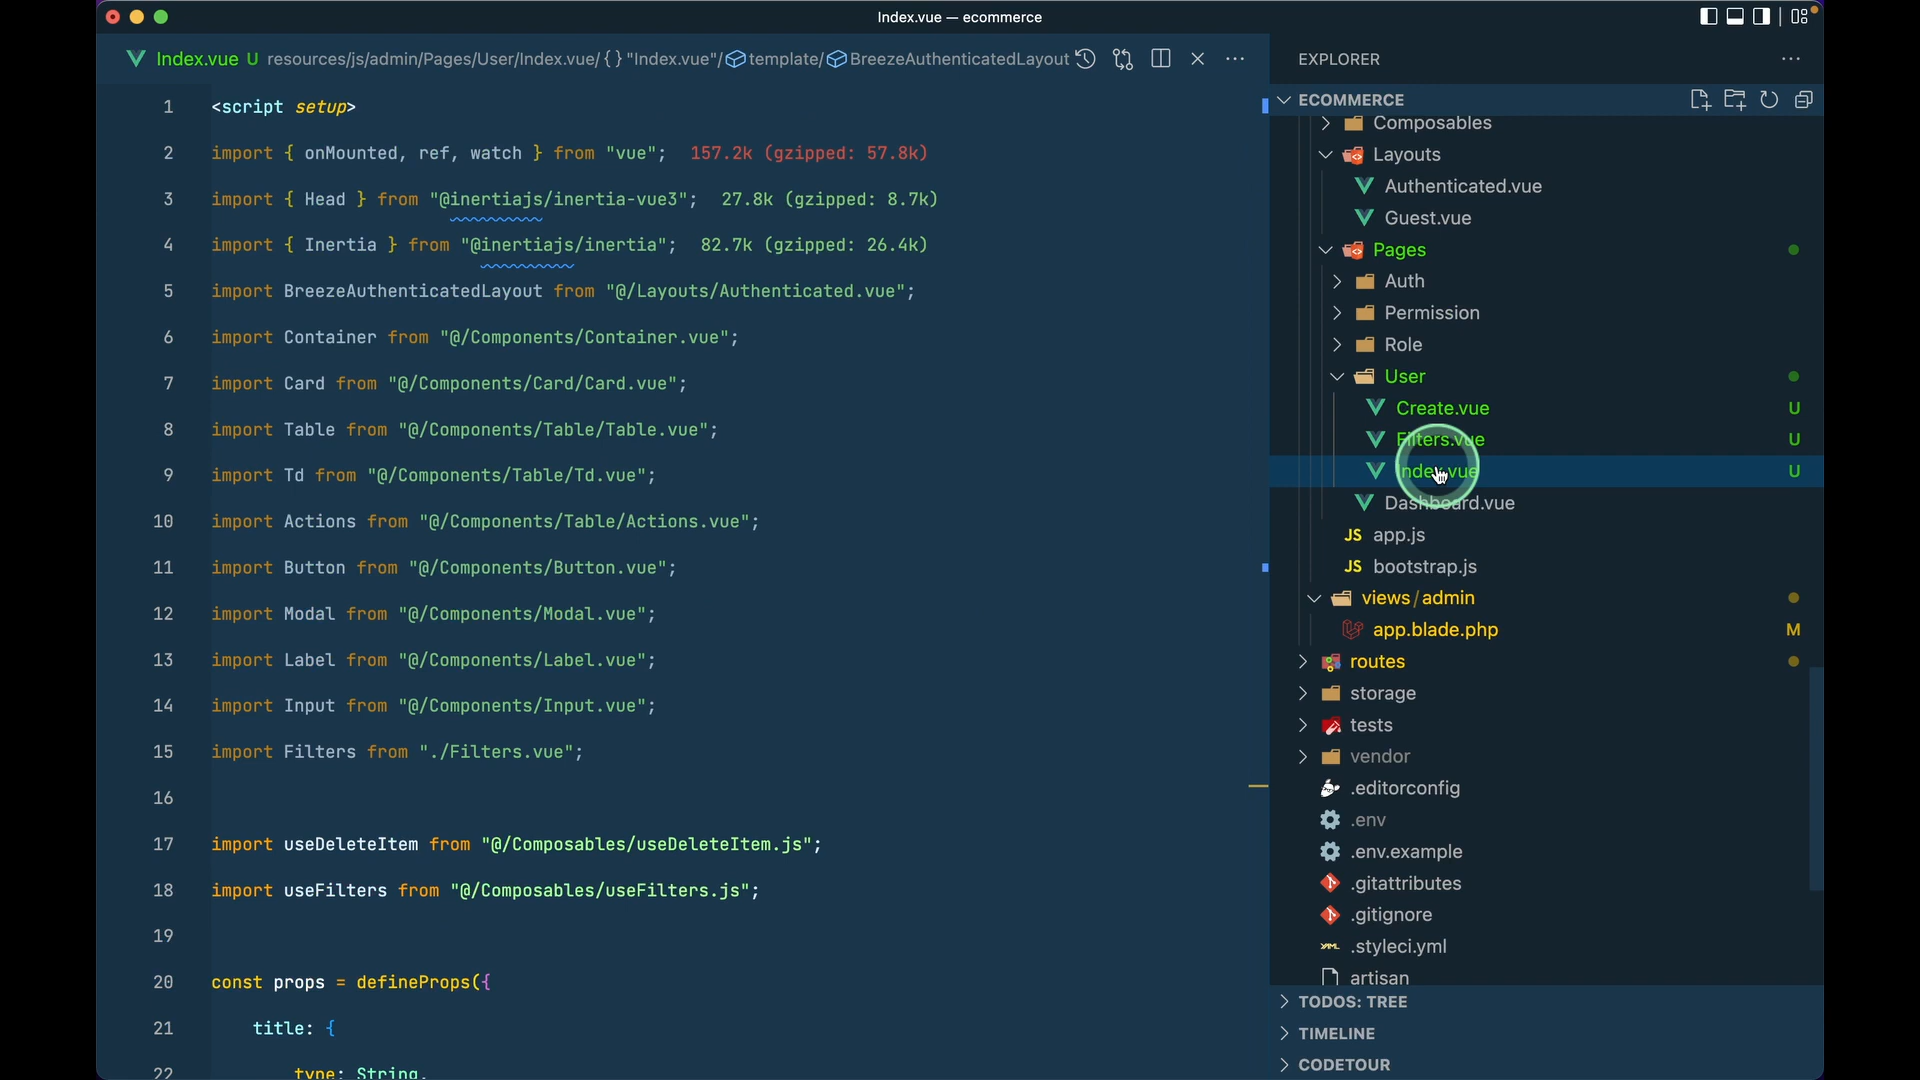 Index.vue — ecommerce
Index.vue U resources/js/admin/Pages/User/Index.vue/ {} "Index.vue"/ template/ BreezeAuthenticatedLayout
1 <script setup>
2 import { onMounted, ref, watch } from "vue"; 157.2k (gzipped: 57.8k)
3 import { Head } from "@inertiajs/inertia-vue3"; 27.8k (gzipped: 8.7k)
4 import { Inertia } from "@inertiajs/inertia"; 82.7k (gzipped: 26.4k)
5 import BreezeAuthenticatedLayout from "@/Layouts/Authenticated.vue";
6 import Container from "@/Components/Container.vue";
7 import Card from "@/Components/Card/Card.vue";
8 import Table from "@/Components/Table/Table.vue";
9 import Td from "@/Components/Table/Td.vue";
10 import Actions from "@/Components/Table/Actions.vue";
11 import Button from "@/Components/Button.vue";
12 import Modal from "@/Components/Modal.vue";
13 import Label from "@/Components/Label.vue";
14 import Input from "@/Components/Input.vue";
15 import Filters from "./Filters.vue";
16
17 import useDeleteItem from "@/Composables/useDeleteItem.js";
18 import useFilters from "@/Composables/useFilters.js";
19
20 const props = defineProps({
21 title: {
22 type: String,
EXPLORER
ECOMMERCE
Composables
Layouts
Authenticated.vue
Guest.vue
Pages
Auth
Permission
Role
User
Create.vue U
Filters.vue U
Index.vue U
Dashboard.vue
JS app.js
JS bootstrap.js
views/admin
app.blade.php M
routes
storage
tests
vendor
.editorconfig
.env
.env.example
.gitattributes
.gitignore
YAML .styleci.yml
artisan
TODOS: TREE
TIMELINE
CODETOUR